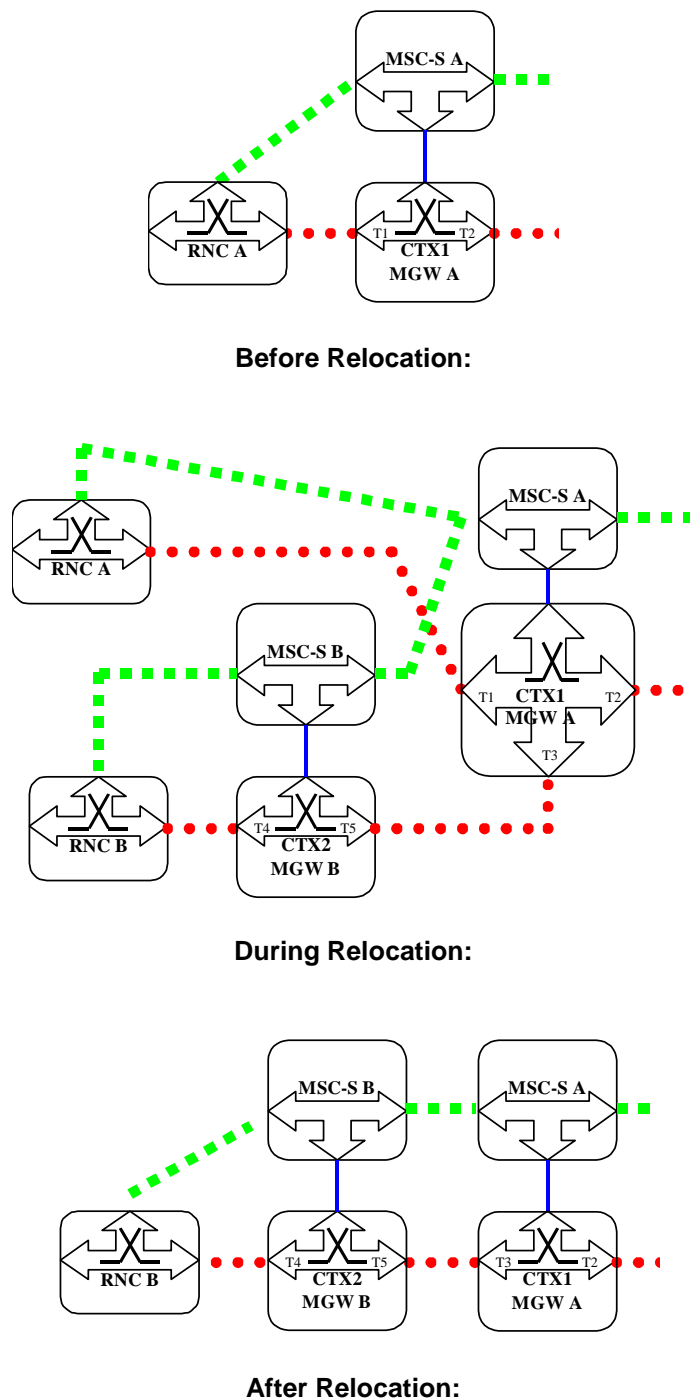 MSC-S A
RNC A
T1
T2
CTX1
MGW A
Before Relocation:
MSC-S A
RNC A
MSC-S B
T1
CTX1
T2
MGW A
T3
RNC B
T4
T5
CTX2
MGW B
During Relocation:
MSC-S B
MSC-S A
RNC B
T4
T5
CTX2
MGW B
T3
T2
CTX1
MGW A
After Relocation: